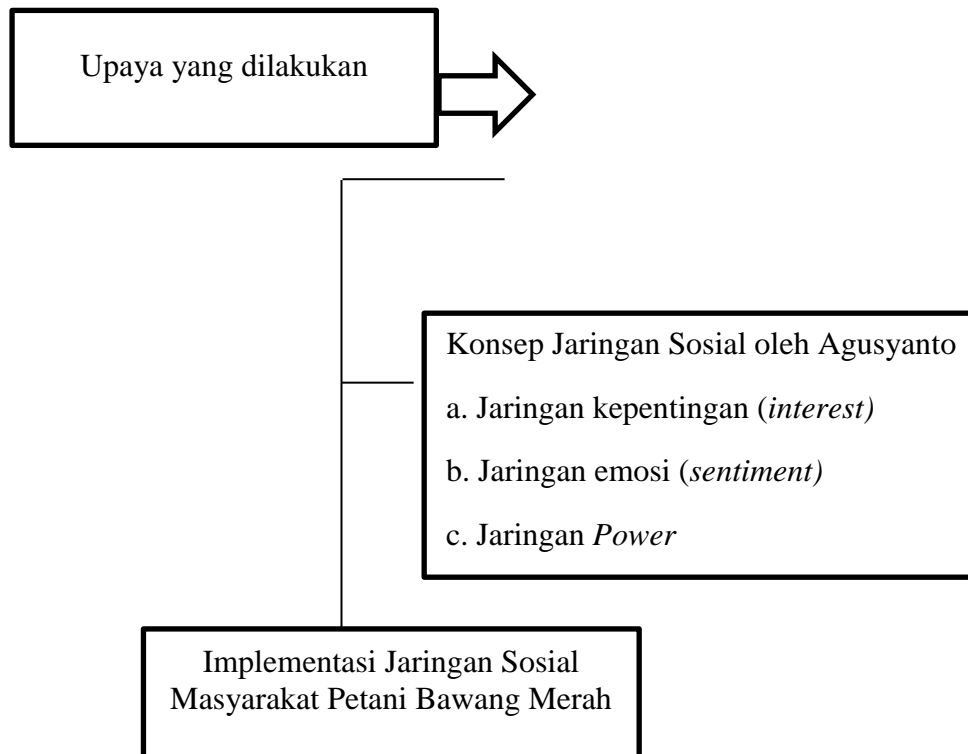 Upaya yang dilakukan
Konsep Jaringan Sosial oleh Agusyanto
a. Jaringan kepentingan (interest)
b. Jaringan emosi (sentiment)
c. Jaringan Power
Implementasi Jaringan Sosial
Masyarakat Petani Bawang Merah